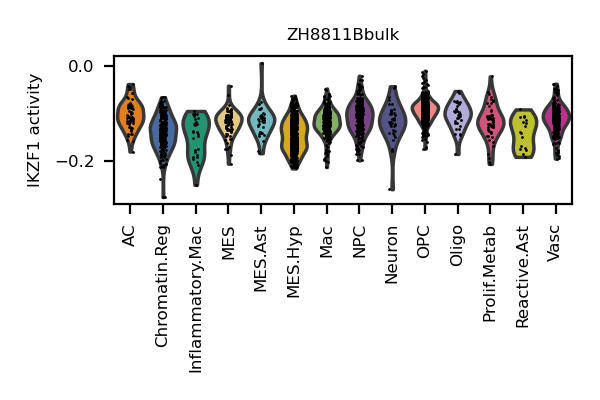 ZH8811Bbulk
IKZF1 activity
0.0
−0.2
AC
Chromatin.Reg
Inflammatory.Mac
MES
MES.Ast
MES.Hyp
Mac
NPC
Neuron
OPC
Oligo
Prolif.Metab
Reactive.Ast
Vasc